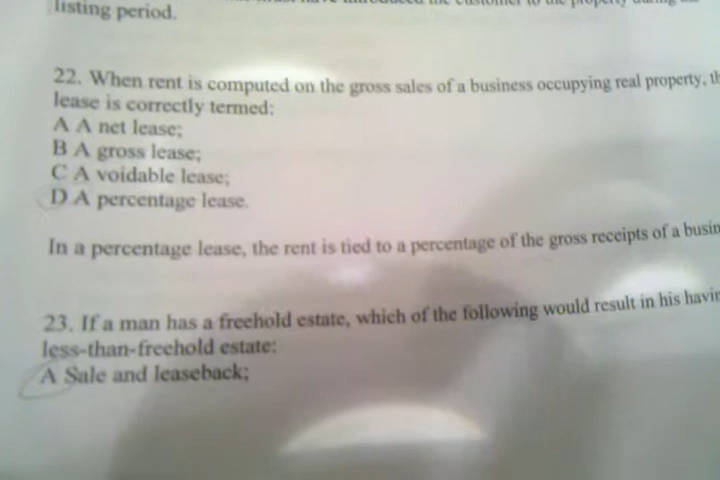 listing period.
22. When rent is computed on the gross sales of a business occupying real property,
lease is correctly termed:
A A net lease;
B A gross lease;
C A voidable lease;
D A percentage lease.
In a percentage lease, the rent is tied to a percentage of the gross receipts of a
23. If a man has a freehold estate, which of the following would result in his
less-than-freehold estate:
A Sale and leaseback;